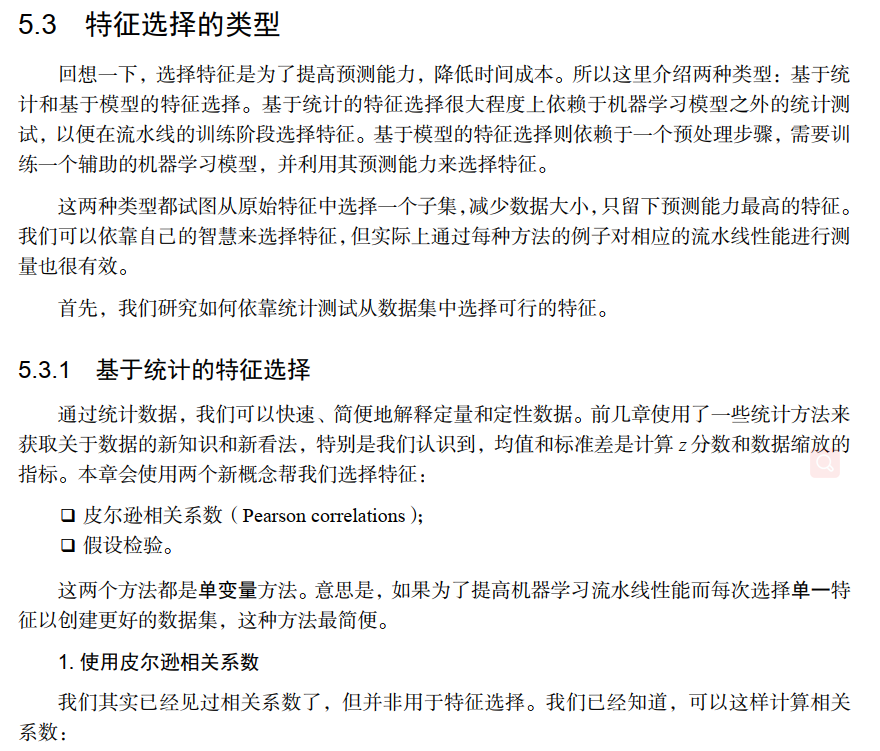 5.3 特征选择的类型
回想一下，选择特征是为了提高预测能力，降低时间成本。所以这里介绍两种类型：基于统
计和基于模型的特征选择。基于统计的特征选择很大程度上依赖于机器学习模型之外的统计测
试，以便在流水线的训练阶段选择特征。基于模型的特征选择则依赖于一个预处理步骤，需要训
练一个辅助的机器学习模型，并利用其预测能力来选择特征。
这两种类型都试图从原始特征中选择一个子集，减少数据大小，只留下预测能力最高的特征。
我们可以依靠自己的智慧来选择特征，但实际上通过每种方法的例子对相应的流水线性能进行测
量也很有效。
首先，我们研究如何依靠统计测试从数据集中选择可行的特征。
5.3.1 基于统计的特征选择
通过统计数据，我们可以快速、简便地解释定量和定性数据。前几章使用了一些统计方法来
获取关于数据的新知识和新看法，特别是我们认识到，均值和标准差是计算 z 分数和数据缩放的
指标。本章会使用两个新概念帮我们选择特征：
❑ 皮尔逊相关系数（Pearson correlations）；
❑ 假设检验。
这两个方法都是单变量方法。意思是，如果为了提高机器学习流水线性能而每次选择单一特
征以创建更好的数据集，这种方法最简便。
1. 使用皮尔逊相关系数
我们其实已经见过相关系数了，但并非用于特征选择。我们已经知道，可以这样计算相关
系数：